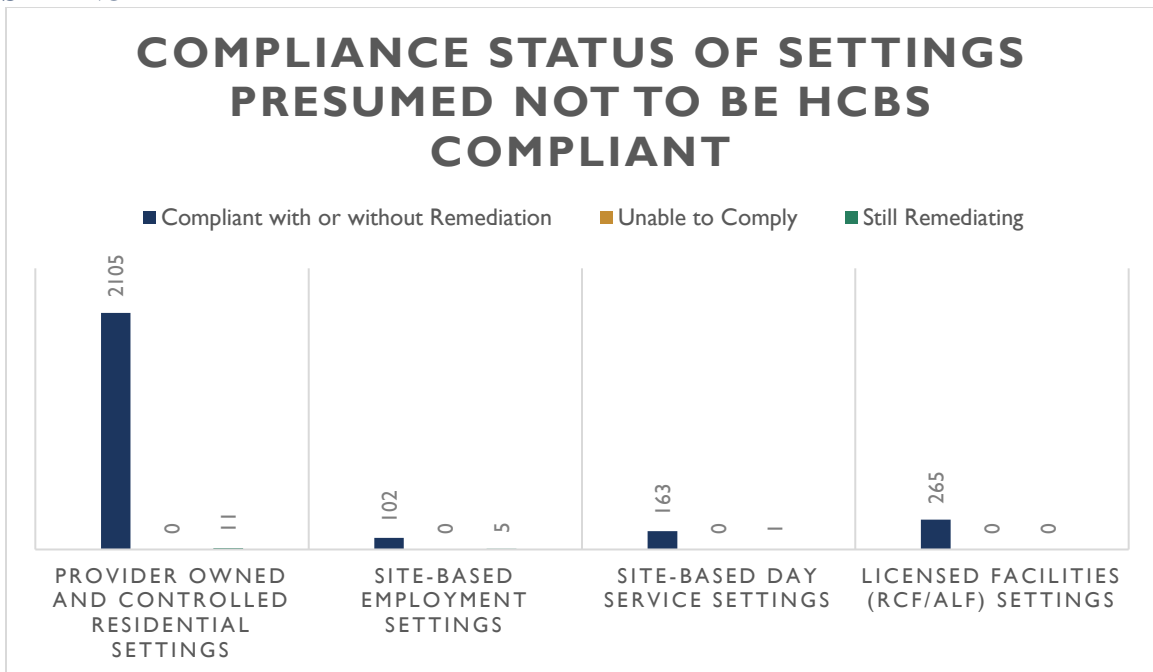 COMPLIANCE STATUS OF SETTINGS
PRESUMED NOT TO BE HCBS
COMPLIANT
Compliant with or without Remediation Unable to Comply Still Remediating
2105 0 11 102 0 5 163 0 1 265 0 0
PROVIDER OWNED
AND CONTROLLED
RESIDENTIAL
SETTINGS
SITE-BASED
EMPLOYMENT
SETTINGS
SITE-BASED DAY
SERVICE SETTINGS
LICENSED FACILITIES
(RCF/ALF) SETTINGS